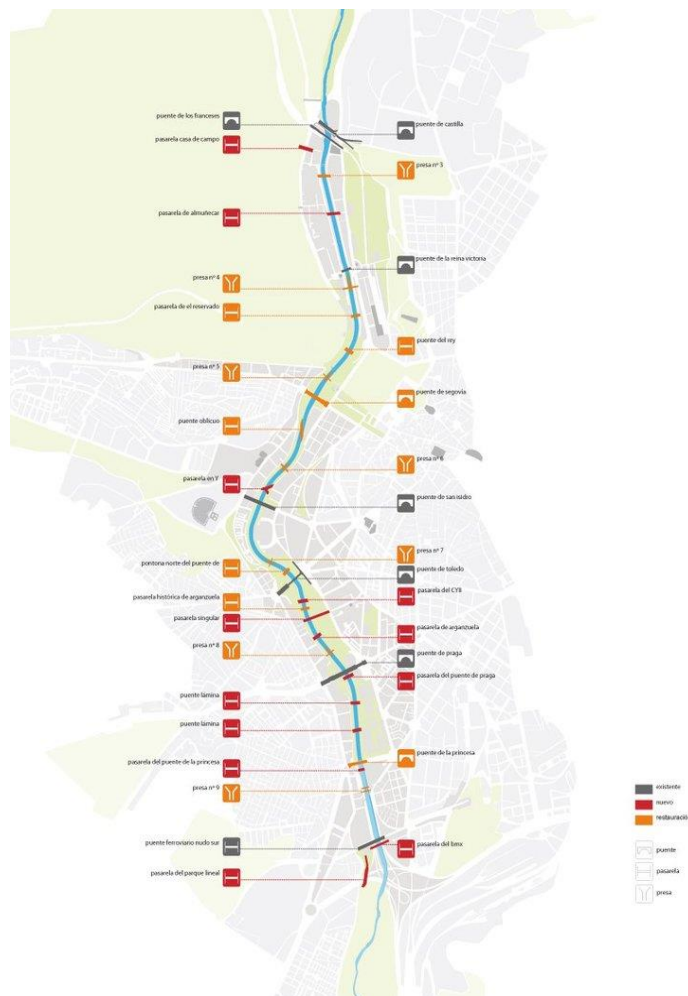 puente de los franceses
puente de castilla
pasarela casa de campo
presa nº 3
pasarela de almuñecar
puente de la reina victoria
presa nº 4
pasarela de el reservado
puente del rey
presa nº 5
puente de segovia
puente oblicuo
presa nº 6
pasarela en Y
puente de san isidro
presa nº 7
pontona norte del puente de
puente de toledo
pasarela del CYII
pasarela histórica de arganzuela
pasarela singular
pasarela de arganzuela
presa nº 8
puente de praga
pasarela del puente de praga
puente lámina
puente lámina
puente de la princesa
pasarela del puente de la princesa
presa nº 9
existente
nuevo
restauració
puente ferroviario nudo sur
pasarela del bmx
puente
pasarela del parque lineal
pasarela
presa